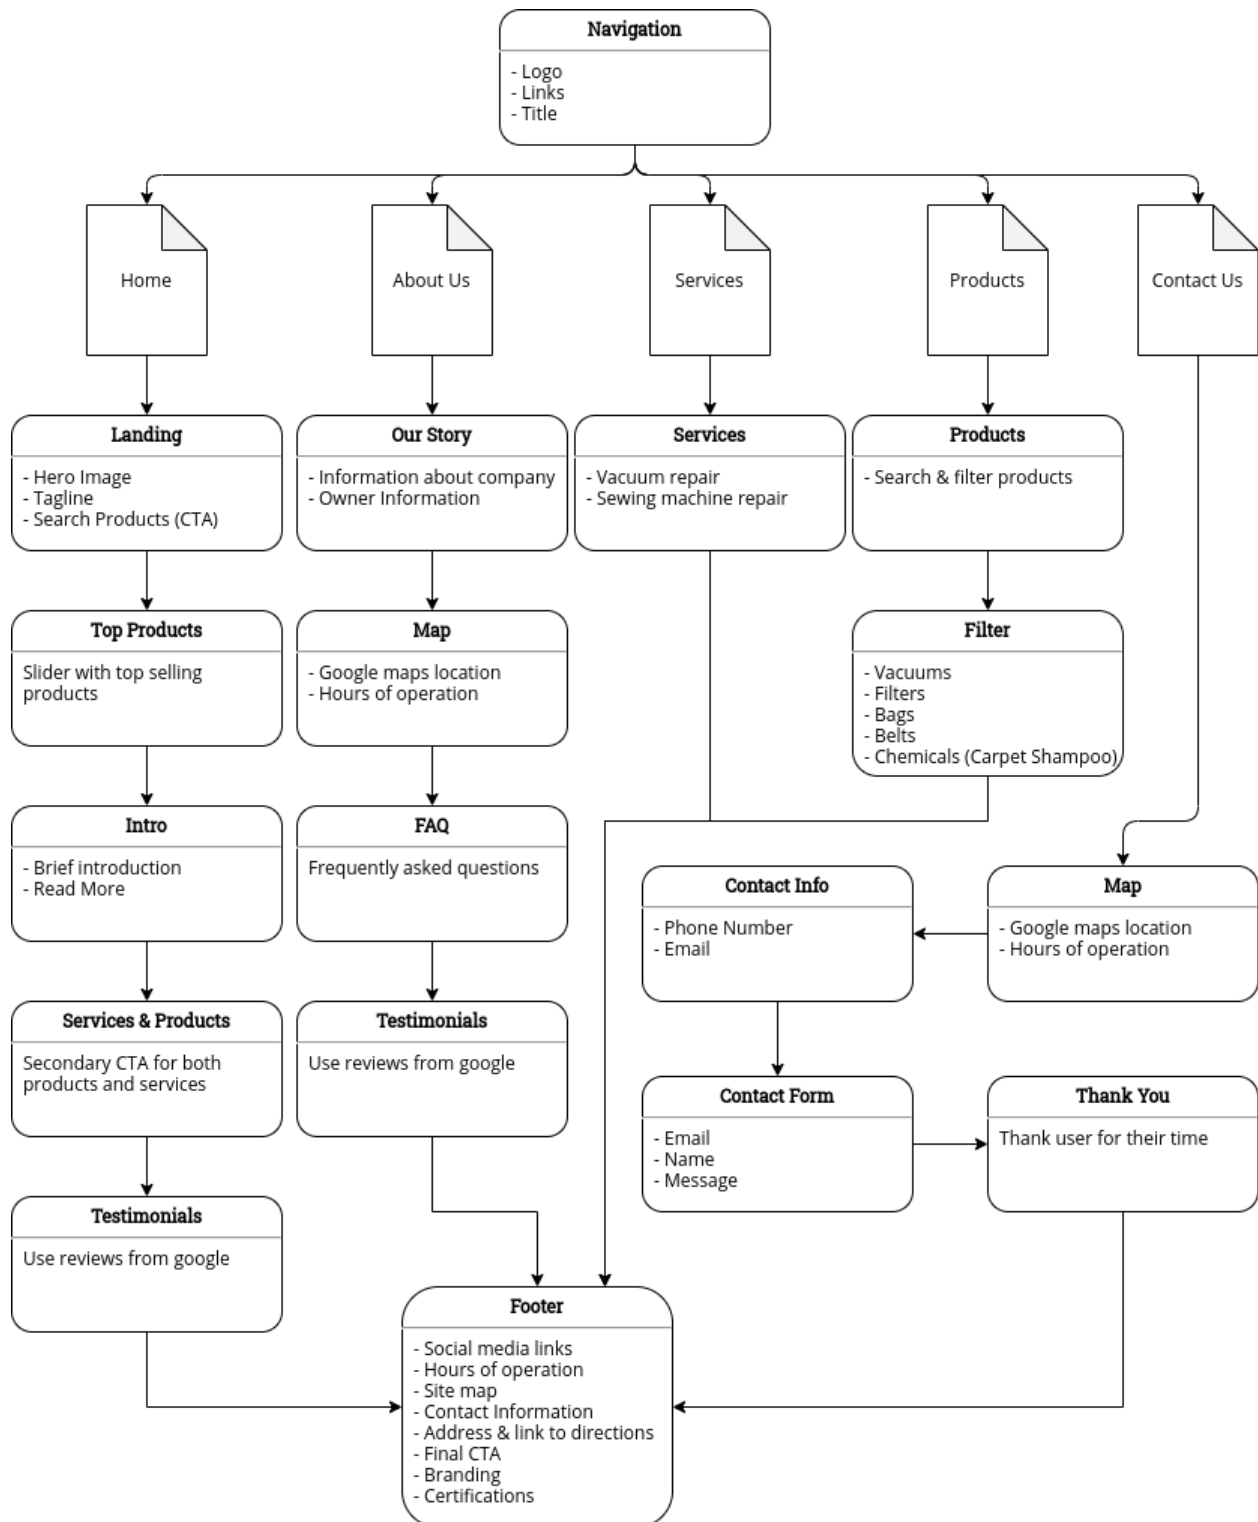 Navigation
- Logo
- Links
- Title
Home
About Us
Services
Products
Contact Us
Landing
- Hero Image
- Tagline
- Search Products (CTA)
Our Story
- Information about company
- Owner Information
Services
- Vacuum repair
- Sewing machine repair
Products
- Search & filter products
Top Products
Slider with top selling
products
Map
- Google maps location
- Hours of operation
Filter
- Vacuums
- Filters
- Bags
- Belts
- Chemicals (Carpet Shampoo)
Intro
- Brief introduction
- Read More
FAQ
Frequently asked questions
Contact Info
- Phone Number
- Email
Map
- Google maps location
- Hours of operation
Services & Products
Secondary CTA for both
products and services
Testimonials
Use reviews from google
Contact Form
- Email
- Name
- Message
Thank You
Thank user for their time
Testimonials
Use reviews from google
Footer
- Social media links
- Hours of operation
- Site map
- Contact Information
- Address & link to directions
- Final CTA
- Branding
- Certifications